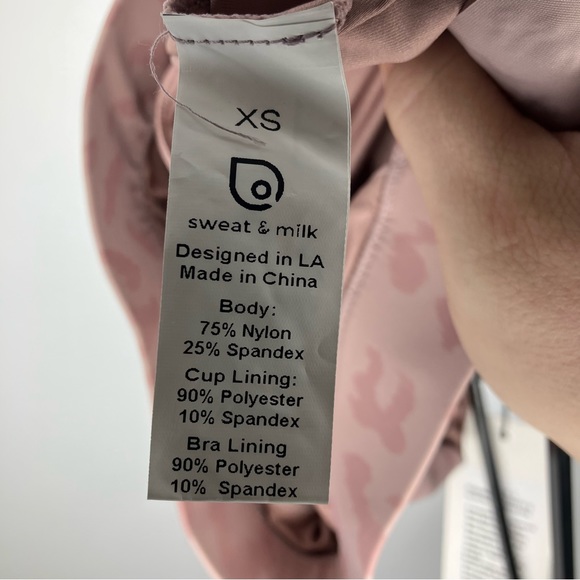 XS
sweat & milk
Designed in LA
Made in China
Body:
75% Nylon
25% Spandex
Cup Lining:
90% Polyester
10% Spandex
Bra Lining
90% Polyester
10% Spandex